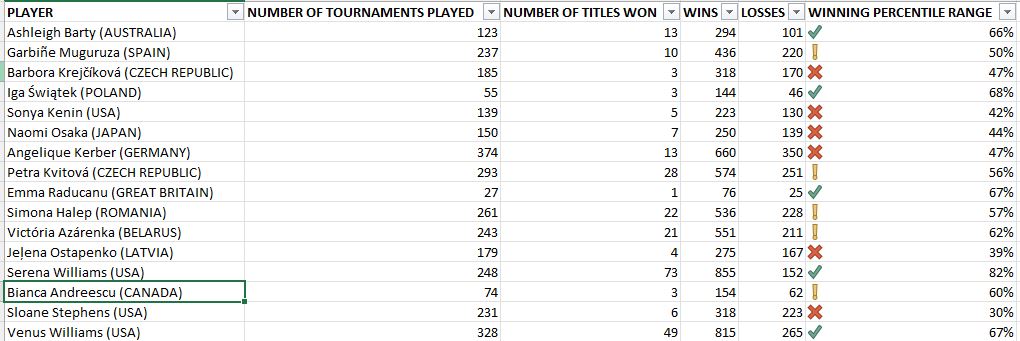 PLAYER NUMBER OF TOURNAMENTS PLAYED NUMBER OF TITLES WON WINS LOSSES WINNING PERCENTILE RANGE
Ashleigh Barty (AUSTRALIA) 123 13 294 101 66%
Garbiñe Muguruza (SPAIN) 237 10 436 220 50%
Barbora Krejčíková (CZECH REPUBLIC) 185 3 318 170 47%
Iga Świątek (POLAND) 55 3 144 46 68%
Sonya Kenin (USA) 139 5 223 130 42%
Naomi Osaka (JAPAN) 150 7 250 139 44%
Angelique Kerber (GERMANY) 374 13 660 350 47%
Petra Kvitová (CZECH REPUBLIC) 293 28 574 251 56%
Emma Raducanu (GREAT BRITAIN) 27 1 76 25 67%
Simona Halep (ROMANIA) 261 22 536 228 57%
Victória Azárenka (BELARUS) 243 21 551 211 62%
Jeļena Ostapenko (LATVIA) 179 4 275 167 39%
Serena Williams (USA) 248 73 855 152 82%
Bianca Andreescu (CANADA) 74 3 154 62 60%
Sloane Stephens (USA) 231 6 318 223 30%
Venus Williams (USA) 328 49 815 265 67%